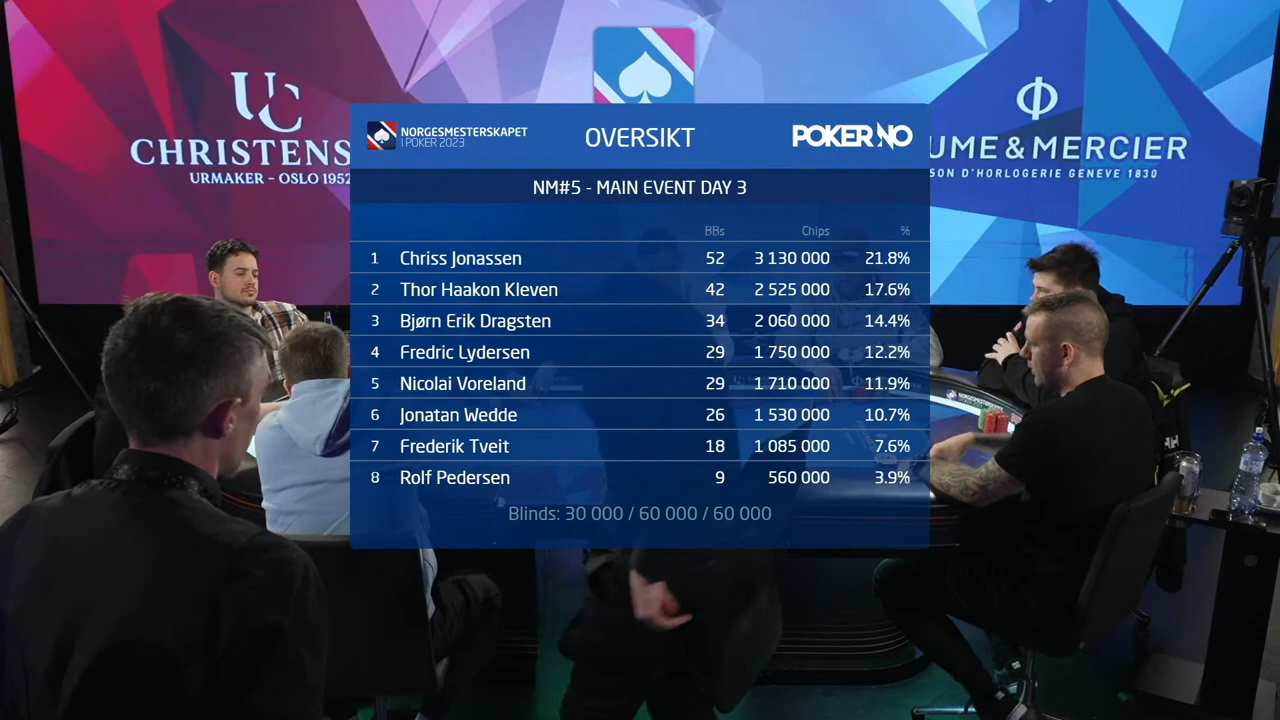 UC
CHRISTENS
URMAKER - OSLO 1952
UME & MERCIER
SON D'HORLOGERIE GENEVE 1830
NORGESMESTERSKAPET
I POKER 2023
OVERSIKT
POKER NO
NM#5 - MAIN EVENT DAY 3
BBs Chips %
1 Chriss Jonassen 52 3 130 000 21.8%
2 Thor Haakon Kleven 42 2 525 000 17.6%
3 Bjørn Erik Dragsten 34 2 060 000 14.4%
4 Fredric Lydersen 29 1 750 000 12.2%
5 Nicolai Voreland 29 1 710 000 11.9%
6 Jonatan Wedde 26 1 530 000 10.7%
7 Frederik Tveit 18 1 085 000 7.6%
8 Rolf Pedersen 9 560 000 3.9%
Blinds: 30 000 / 60 000 / 60 000